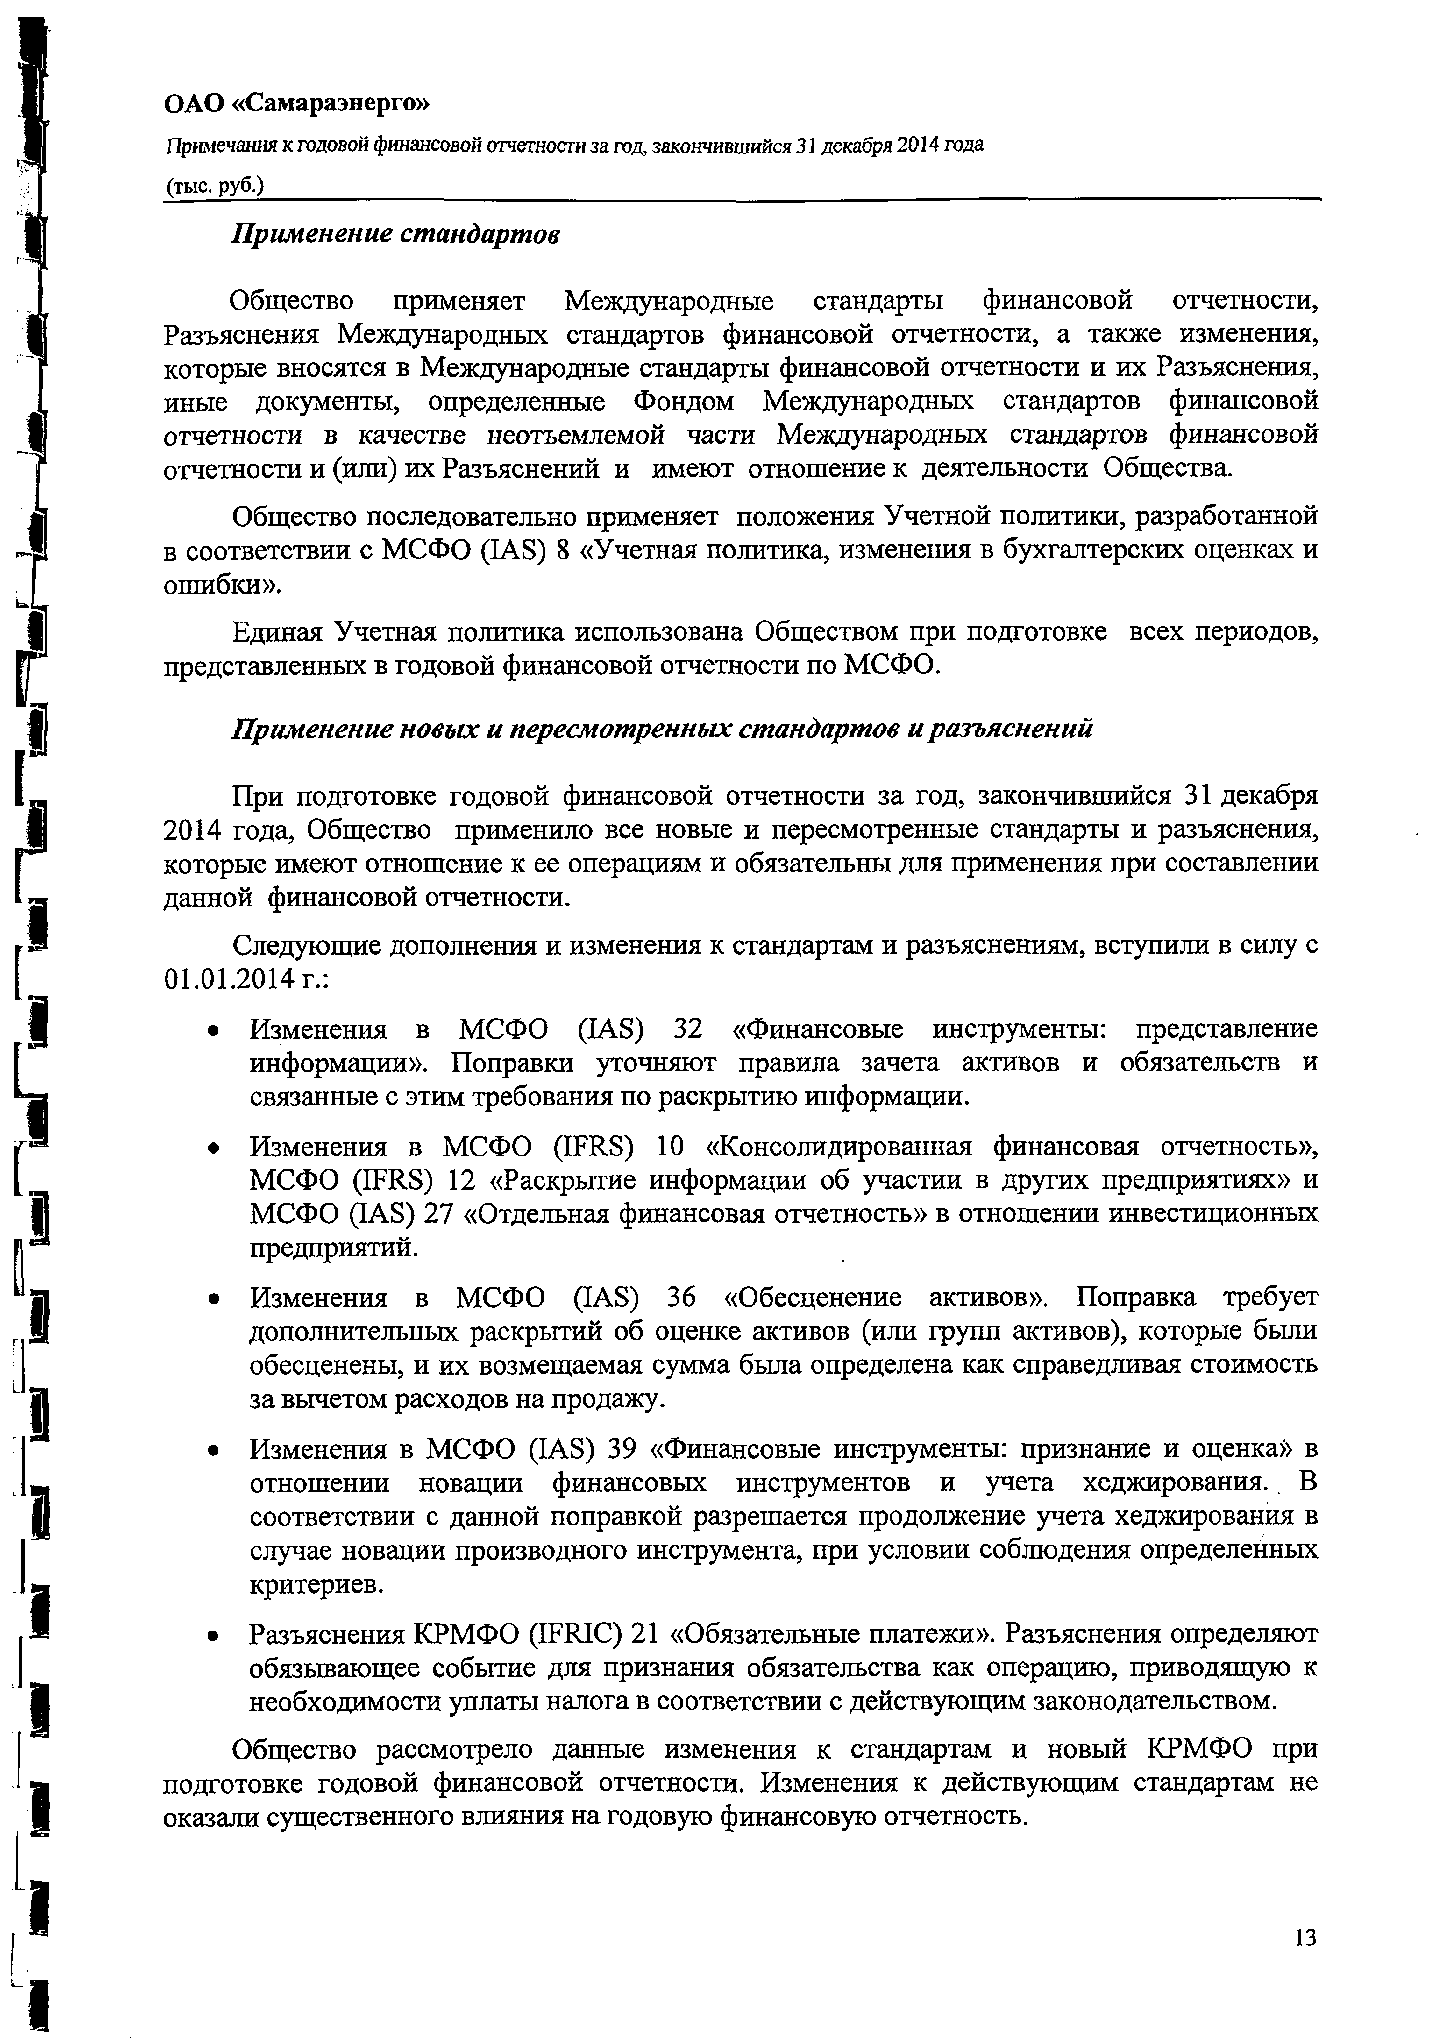 ОАО «Самараэнерго»
Примечания к годовой финансовой отчетности за год, закончившийся 31 декабря 2014 года
(тыс. руб.)
Применение стандартов
Общество применяет Международные стандарты финансовой отчетности,
Разъяснения Международных стандартов финансовой отчетности, а также изменения,
которые вносятся в Международные стандарты финансовой отчетности и их Разъяснения,
иные документы, определенные Фондом Международных стандартов финансовой
отчетности в качестве неотъемлемой части Международных стандартов финансовой
отчетности и (или) их Разъяснений и имеют отношение к деятельности Общества.
Общество последовательно применяет положения Учетной политики, разработанной
в соответствии с МСФО (IAS) 8 «Учетная политика, изменения в бухгалтерских оценках и
ошибки».
Единая Учетная политика использована Обществом при подготовке всех периодов,
представленных в годовой финансовой отчетности по МСФО.
Применение новых и пересмотренных стандартов и разъяснений
При подготовке годовой финансовой отчетности за год, закончившийся 31 декабря
2014 года, Общество применило все новые и пересмотренные стандарты и разъяснения,
которые имеют отношение к ее операциям и обязательны для применения при составлении
данной финансовой отчетности.
Следующие дополнения и изменения к стандартам и разъяснениям, вступили в силу с
01.01.2014 г.:
• Изменения в МСФО (IAS) 32 «Финансовые инструменты: представление
информации». Поправки уточняют правила зачета активов и обязательств и
связанные с этим требования по раскрытию информации.
• Изменения в МСФО (IFRS) 10 «Консолидированная финансовая отчетность»,
МСФО (IFRS) 12 «Раскрытие информации об участии в других предприятиях» и
МСФО (IAS) 27 «Отдельная финансовая отчетность» в отношении инвестиционных
предприятий.
• Изменения в МСФО (IAS) 36 «Обесценение активов». Поправка требует
дополнительных раскрытий об оценке активов (или групп активов), которые были
обесценены, и их возмещаемая сумма была определена как справедливая стоимость
за вычетом расходов на продажу.
• Изменения в МСФО (IAS) 39 «Финансовые инструменты: признание и оценка» в
отношении новации финансовых инструментов и учета хеджирования. В
соответствии с данной поправкой разрешается продолжение учета хеджирования в
случае новации производного инструмента, при условии соблюдения определенных
критериев.
• Разъяснения КРМФО (IFRIC) 21 «Обязательные платежи». Разъяснения определяют
обязывающее событие для признания обязательства как операцию, приводящую к
необходимости уплаты налога в соответствии с действующим законодательством.
Общество рассмотрело данные изменения к стандартам и новый КРМФО при
подготовке годовой финансовой отчетности. Изменения к действующим стандартам не
оказали существенного влияния на годовую финансовую отчетность.
13